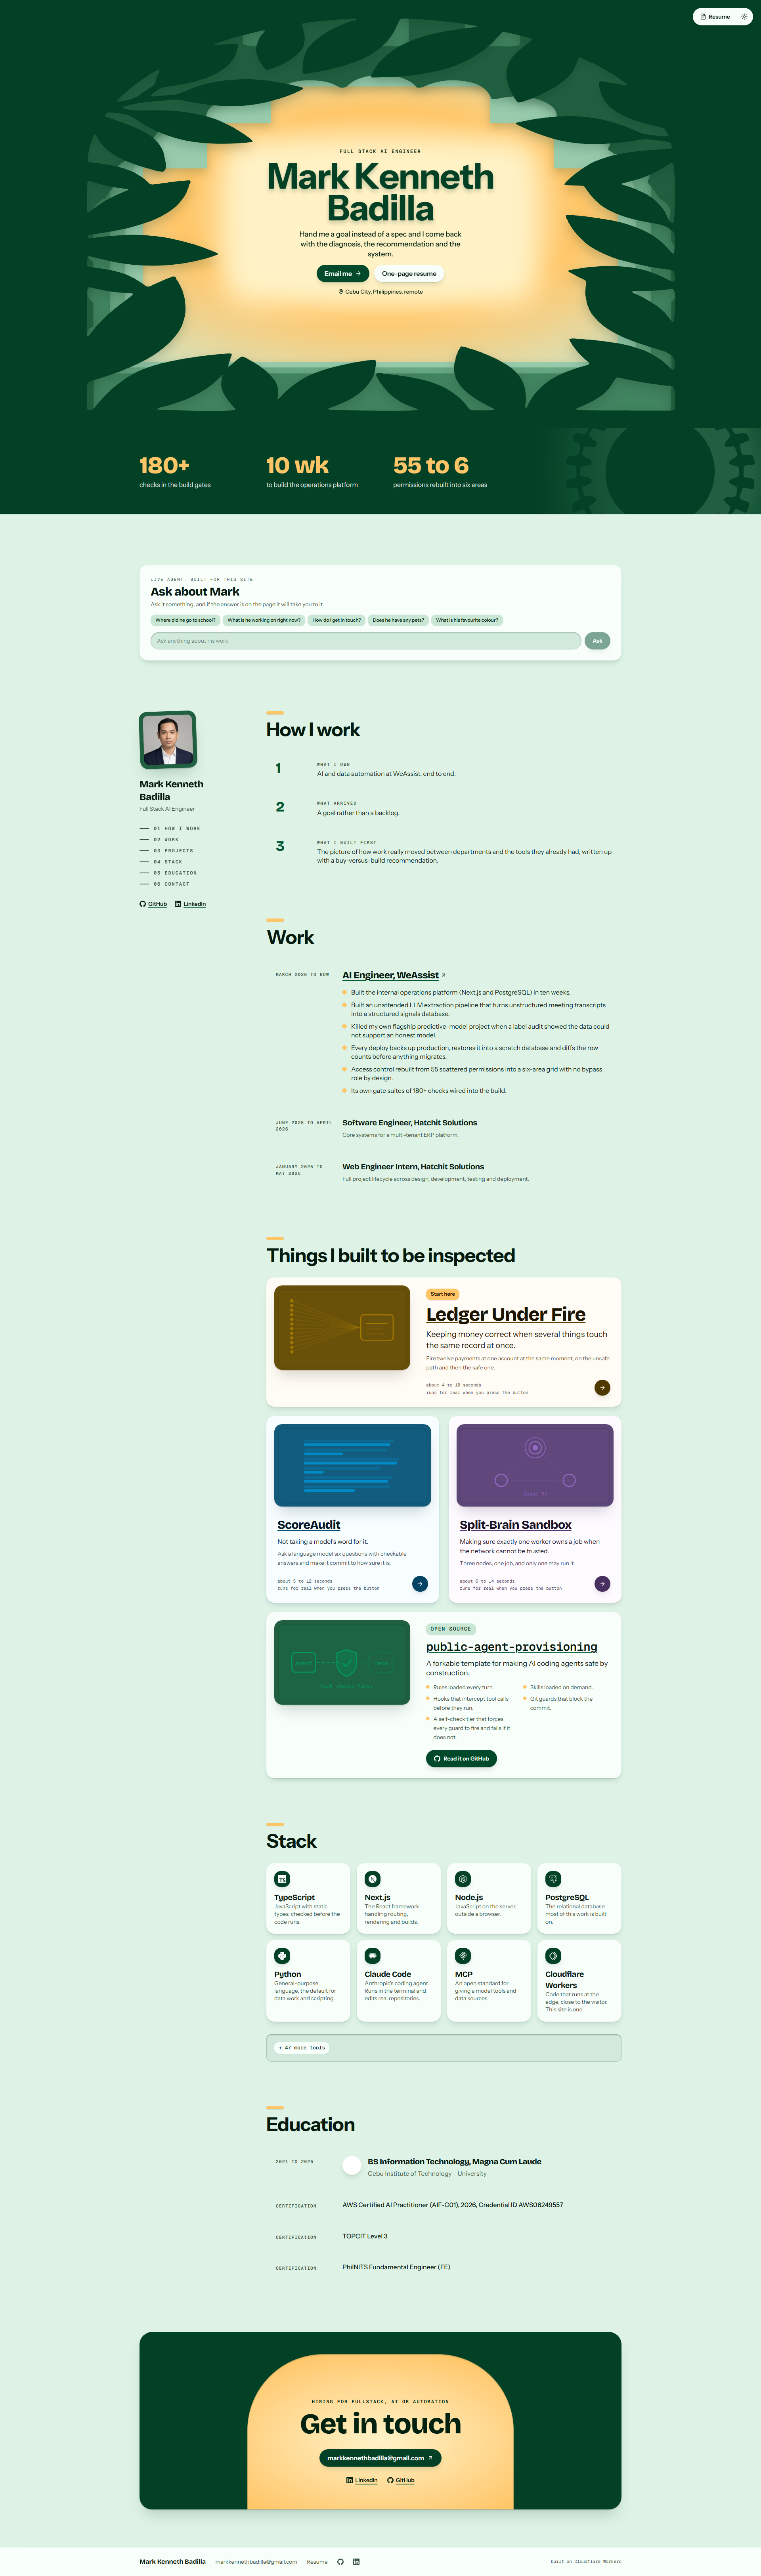 Resume
FULL STACK AI ENGINEER
Mark Kenneth
Badilla
Hand me a goal instead of a spec and I come back
with the diagnosis, the recommendation and the
system.
Email me
One-page resume
Cebu City, Philippines, remote
180+
checks in the build gates
10 wk
to build the operations platform
55 to 6
permissions rebuilt into six areas
LIVE AGENT, BUILT FOR THIS SITE
Ask about Mark
Ask it something, and if the answer is on the page it will take you to it.
Where did he go to school?
What is he working on right now?
How do I get in touch?
Does he have any pets?
What is his favourite colour?
Ask anything about his work
Ask
Mark Kenneth
Badilla
Full Stack AI Engineer
01 HOW I WORK
02 WORK
03 PROJECTS
04 STACK
05 EDUCATION
06 CONTACT
GitHub
LinkedIn
How I work
1
WHAT I OWN
AI and data automation at WeAssist, end to end.
2
WHAT ARRIVED
A goal rather than a backlog.
3
WHAT I BUILT FIRST
The picture of how work really moved between departments and the tools they already had, written up
with a buy-versus-build recommendation.
Work
MARCH 2026 TO NOW
AI Engineer, WeAssist
Built the internal operations platform (Next.js and PostgreSQL) in ten weeks.
Built an unattended LLM extraction pipeline that turns unstructured meeting transcripts
into a structured signals database.
Killed my own flagship predictive-model project when a label audit showed the data could
not support an honest model.
Every deploy backs up production, restores it into a scratch database and diffs the row
counts before anything migrates.
Access control rebuilt from 55 scattered permissions into a six-area grid with no bypass
role by design.
Its own gate suites of 180+ checks wired into the build.
JUNE 2025 TO APRIL
2026
Software Engineer, Hatchit Solutions
Core systems for a multi-tenant ERP platform.
JANUARY 2025 TO
MAY 2025
Web Engineer Intern, Hatchit Solutions
Full project lifecycle across design, development, testing and deployment.
Things I built to be inspected
Start here
Ledger Under Fire
Keeping money correct when several things touch
the same record at once.
Fire twelve payments at one account at the same moment, on the unsafe
path and then the safe one.
about 4 to 10 seconds
runs for real when you press the button
ScoreAudit
Not taking a model's word for it.
Ask a language model six questions with checkable
answers and make it commit to how sure it is.
about 5 to 12 seconds
runs for real when you press the button
lease #7
Split-Brain Sandbox
Making sure exactly one worker owns a job when
the network cannot be trusted.
Three nodes, one job, and only one may run it.
about 6 to 14 seconds
runs for real when you press the button
agent
OPEN SOURCE
public-agent-provisioning
A forkable template for making AI coding agents safe by
construction.
Rules loaded every turn.
Hooks that intercept tool calls
before they run.
A self-check tier that forces
every guard to fire and fails if it
does not.
Skills loaded on demand.
Git guards that block the
commit.
Read it on GitHub
Stack
TypeScript
JavaScript with static
types, checked before the
code runs.
Next.js
The React framework
handling routing,
rendering and builds.
Node.js
JavaScript on the server,
outside a browser.
PostgreSQL
The relational database
most of this work is built
on.
Python
General-purpose
language, the default for
data work and scripting.
Claude Code
Anthropic's coding agent.
Runs in the terminal and
edits real repositories.
MCP
An open standard for
giving a model tools and
data sources.
Cloudflare
Workers
Code that runs at the
edge, close to the visitor.
This site is one.
+ 47 more tools
Education
2021 TO 2025
BS Information Technology, Magna Cum Laude
Cebu Institute of Technology - University
CERTIFICATION
AWS Certified AI Practitioner (AIF-C01), 2026, Credential ID AWS06249557
CERTIFICATION
TOPCIT Level 3
CERTIFICATION
PhilNITS Fundamental Engineer (FE)
HIRING FOR FULLSTACK, AI OR AUTOMATION
Get in touch
markkennethbadilla@gmail.com
LinkedIn
GitHub
Mark Kenneth Badilla
markkennethbadilla@gmail.com
Resume
built on Cloudflare Workers